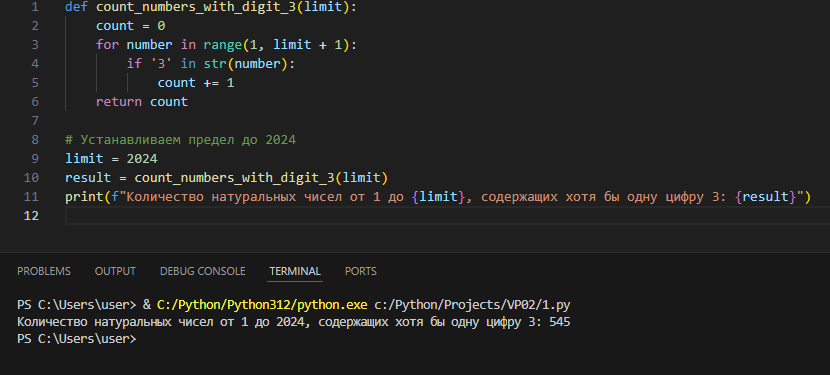 1 def count_numbers_with_digit_3(limit):
2     count = 0
3     for number in range(1, limit + 1):
4         if '3' in str(number):
5             count += 1
6     return count
7
8 # Устанавливаем предел до 2024
9 limit = 2024
10 result = count_numbers_with_digit_3(limit)
11 print(f"Количество натуральных чисел от 1 до {limit}, содержащих хотя бы одну цифру 3: {result}")
12
PROBLEMS OUTPUT DEBUG CONSOLE TERMINAL PORTS
PS C:\Users\user> & C:/Python/Python312/python.exe c:/Python/Projects/VP02/1.py
Количество натуральных чисел от 1 до 2024, содержащих хотя бы одну цифру 3: 545
PS C:\Users\user>